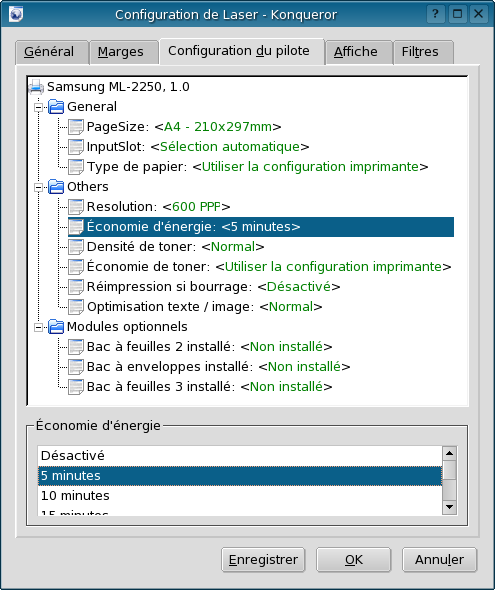 Configuration de Laser - Konqueror
Général Marges Configuration du pilote Affiche Filtres
Samsung ML-2250, 1.0
General
PageSize: <A4 - 210x297mm>
InputSlot: <Sélection automatique>
Type de papier: <Utiliser la configuration imprimante>
Others
Resolution: <600 PPP>
Économie d'énergie: <5 minutes>
Densité de toner: <Normal>
Économie de toner: <Utiliser la configuration imprimante>
Réimpression si bourrage: <Désactivé>
Optimisation texte / image: <Normal>
Modules optionnels
Bac à feuilles 2 installé: <Non installé>
Bac à enveloppes installé: <Non installé>
Bac à feuilles 3 installé: <Non installé>
Économie d'énergie
Désactivé
5 minutes
10 minutes
15 minutes
Enregistrer OK Annuler